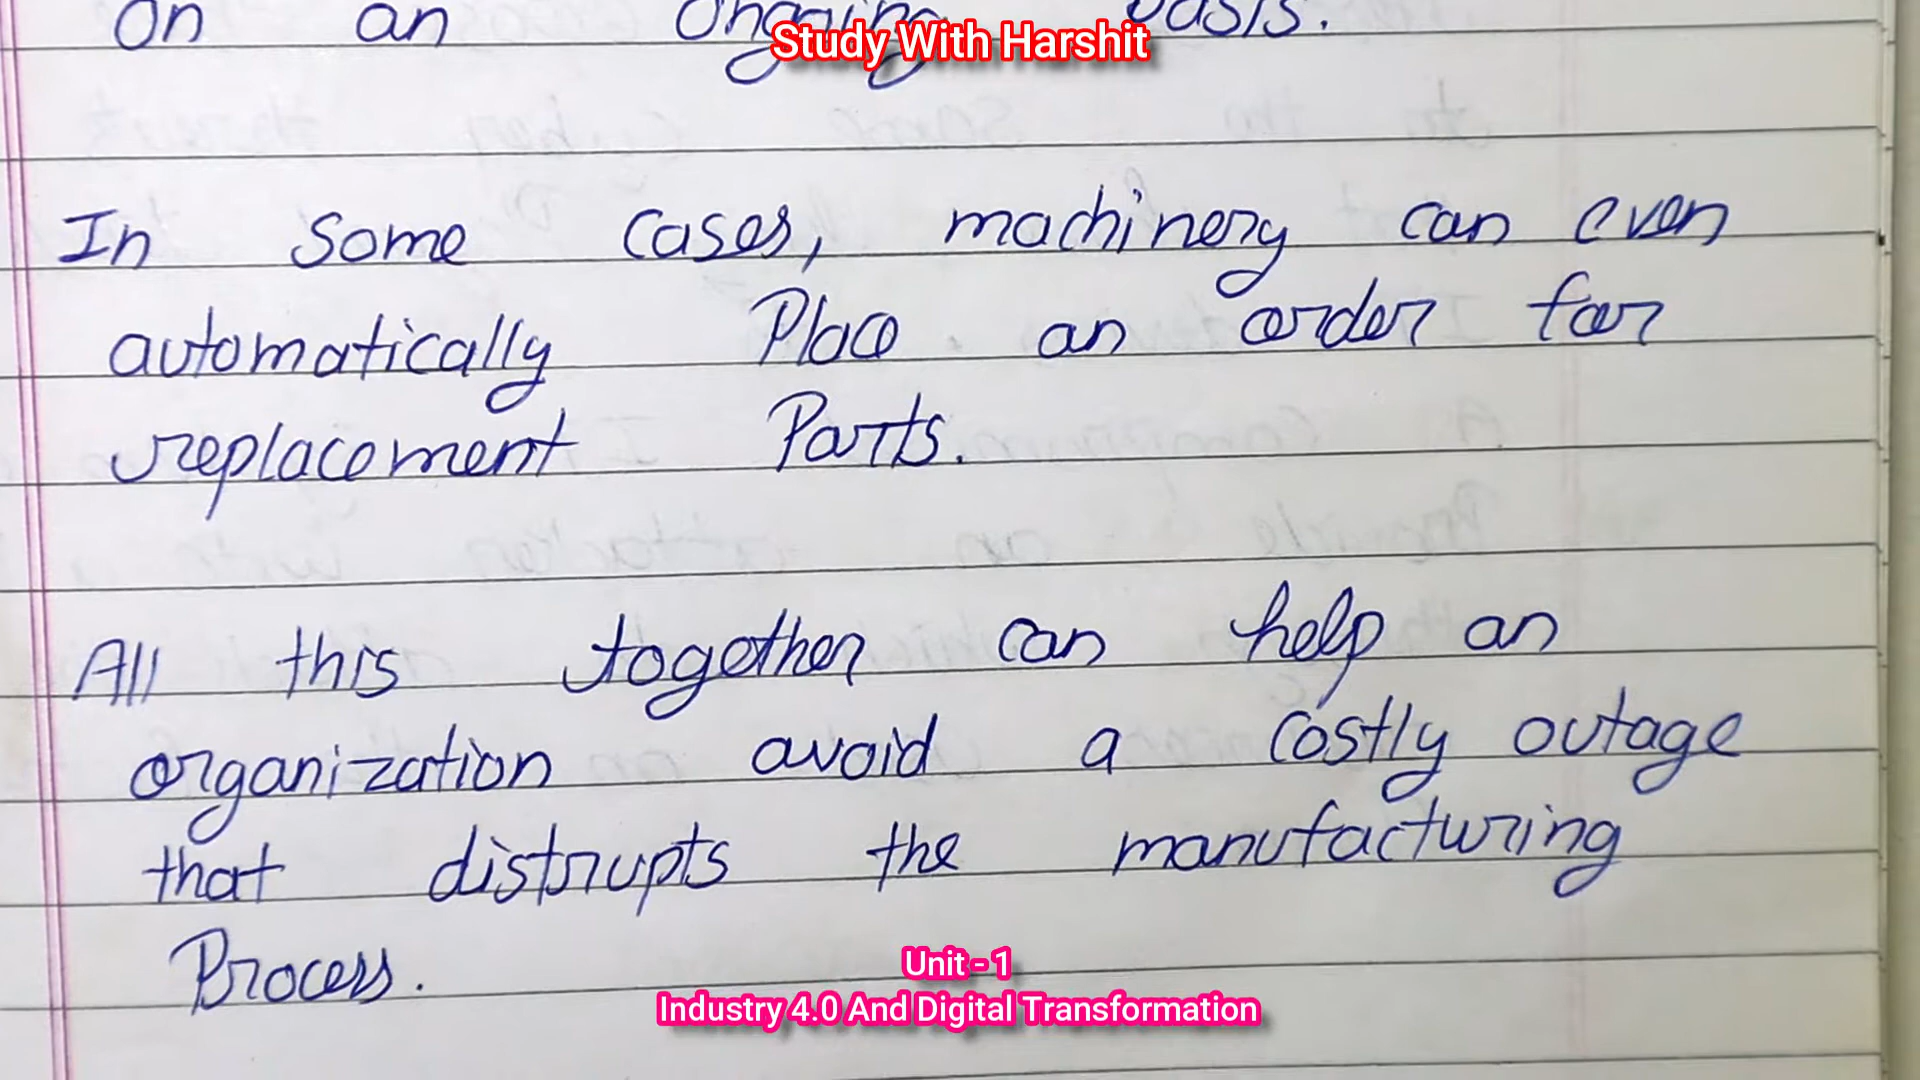 on an ongoing basis.
Study With Harshit
In some cases, machinery can even
automatically Place an order for
replacement Parts.
All this together can help an
organization avoid a costly outage
that distrupts the manufacturing
Process.
Unit - 1
Industry 4.0 And Digital Transformation